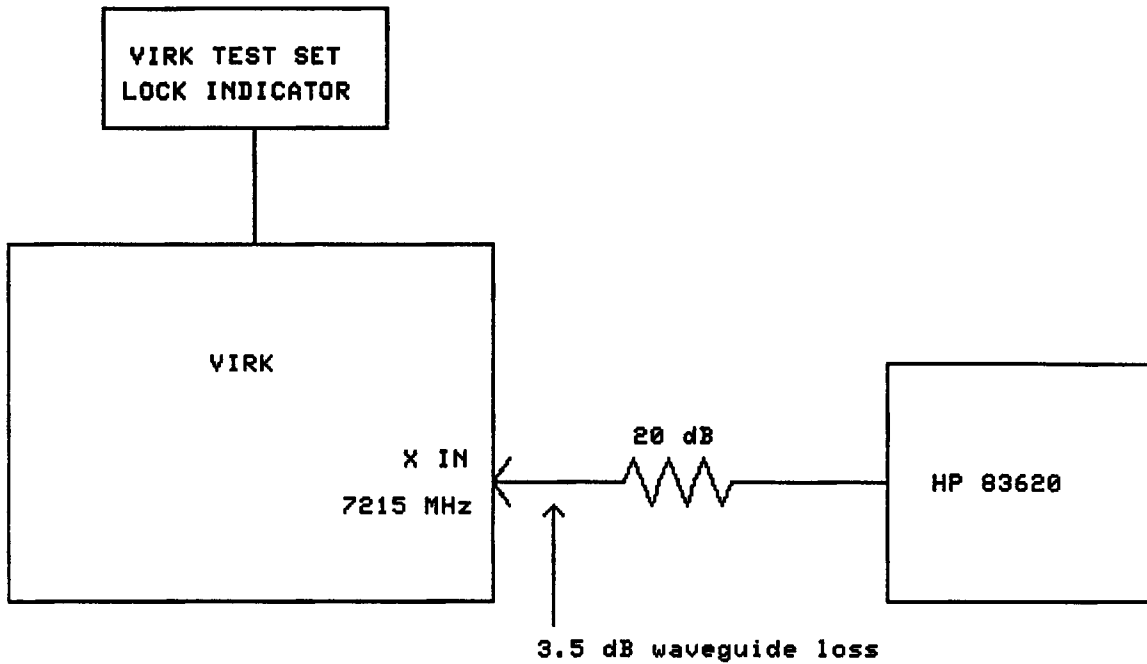 VIRK TEST SET
LOCK INDICATOR
VIRK
X IN
7215 MHz
20 dB
HP 83620
3.5 dB waveguide loss